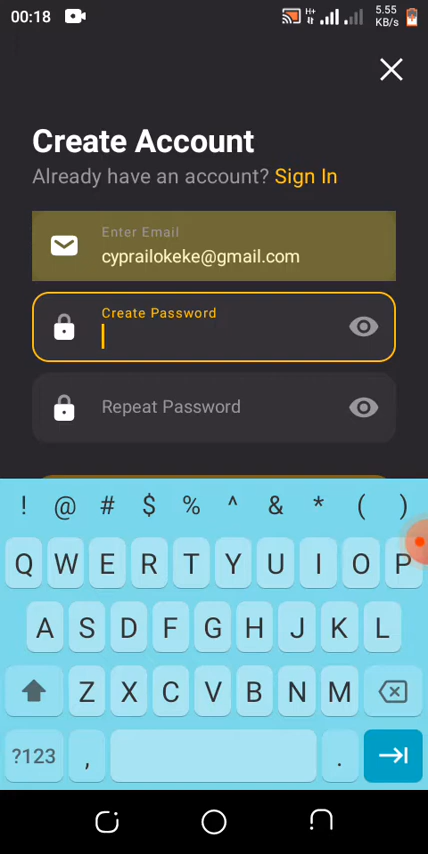 00:18
H+
5.55
KB/s
Create Account
Already have an account? Sign In
Enter Email
cyprailokeke@gmail.com
Create Password
Repeat Password
! @ # $ % ^ & * ( )
Q W E R T Y U I O P
A S D F G H J K L
Z X C V B N M
?123 , .